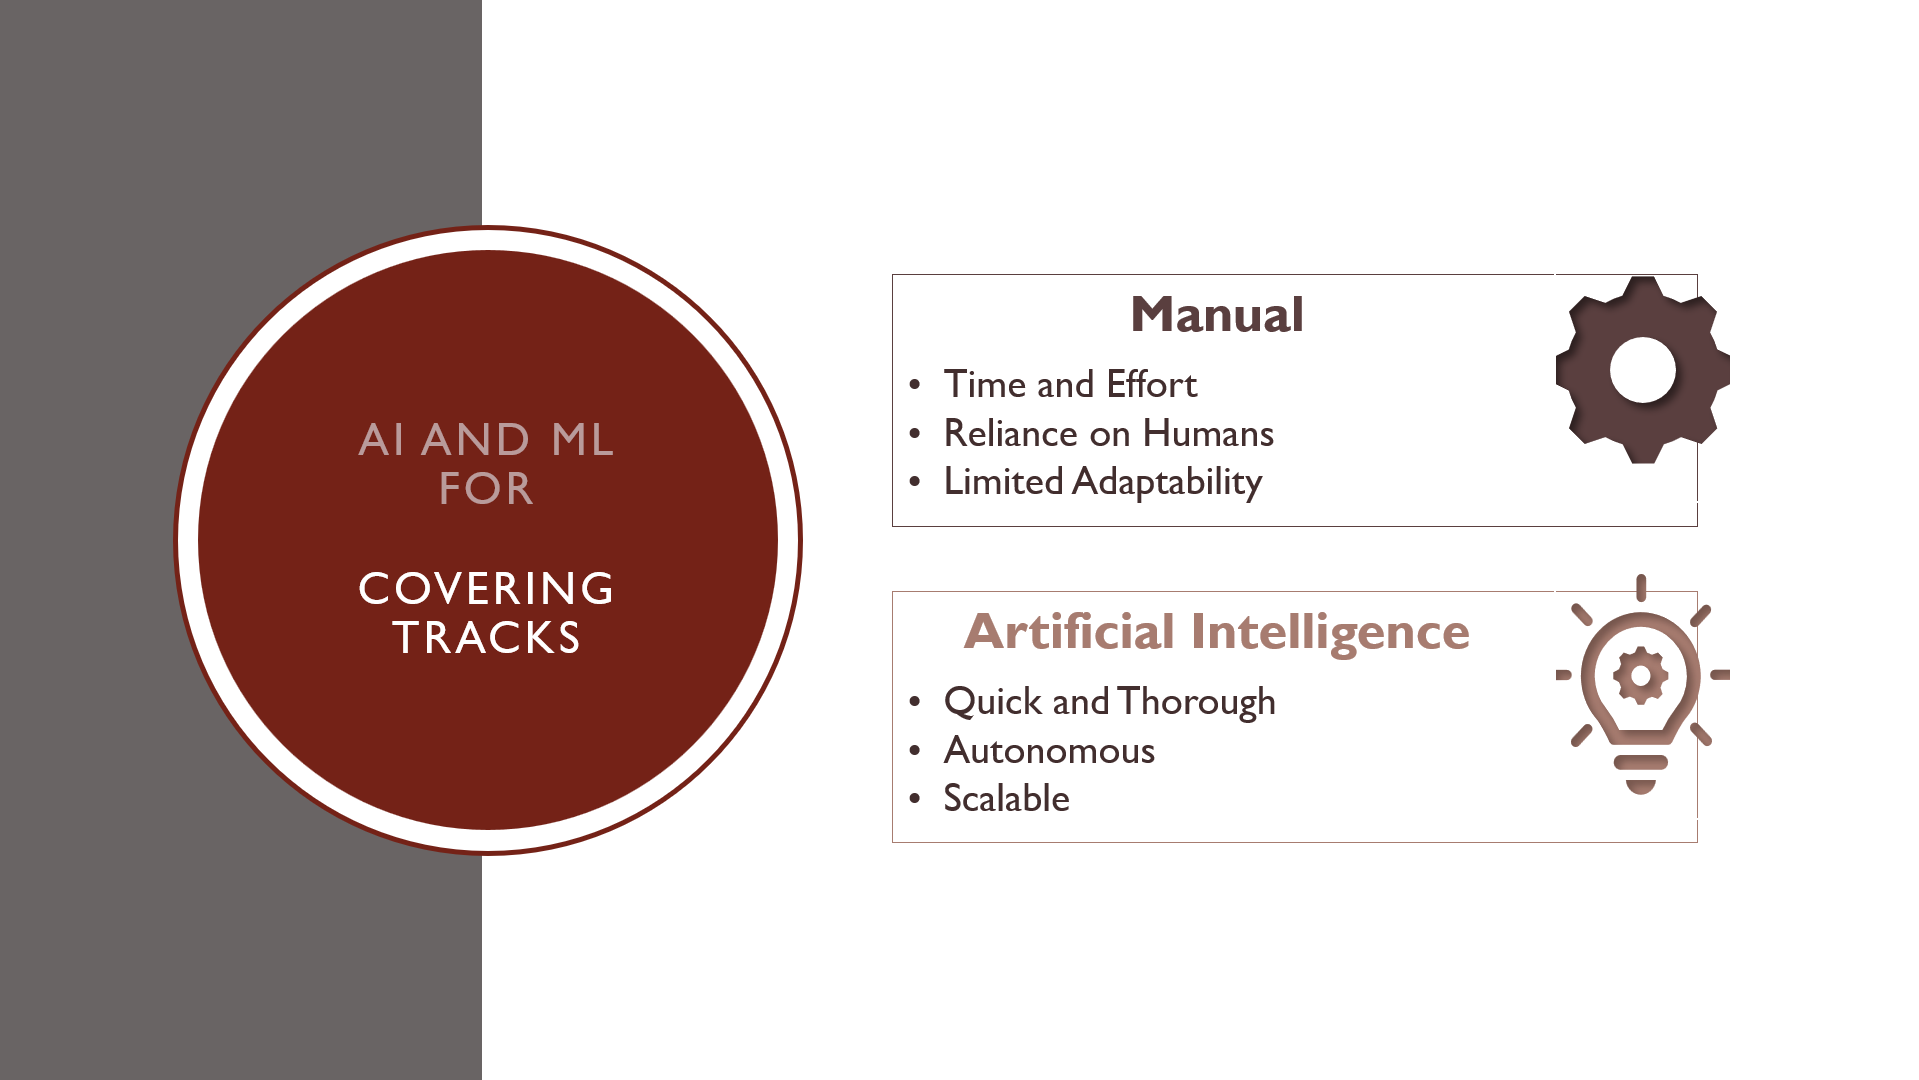 AI AND ML
FOR
COVERING
TRACKS
Manual
• Time and Effort
• Reliance on Humans
• Limited Adaptability
Artificial Intelligence
• Quick and Thorough
• Autonomous
• Scalable